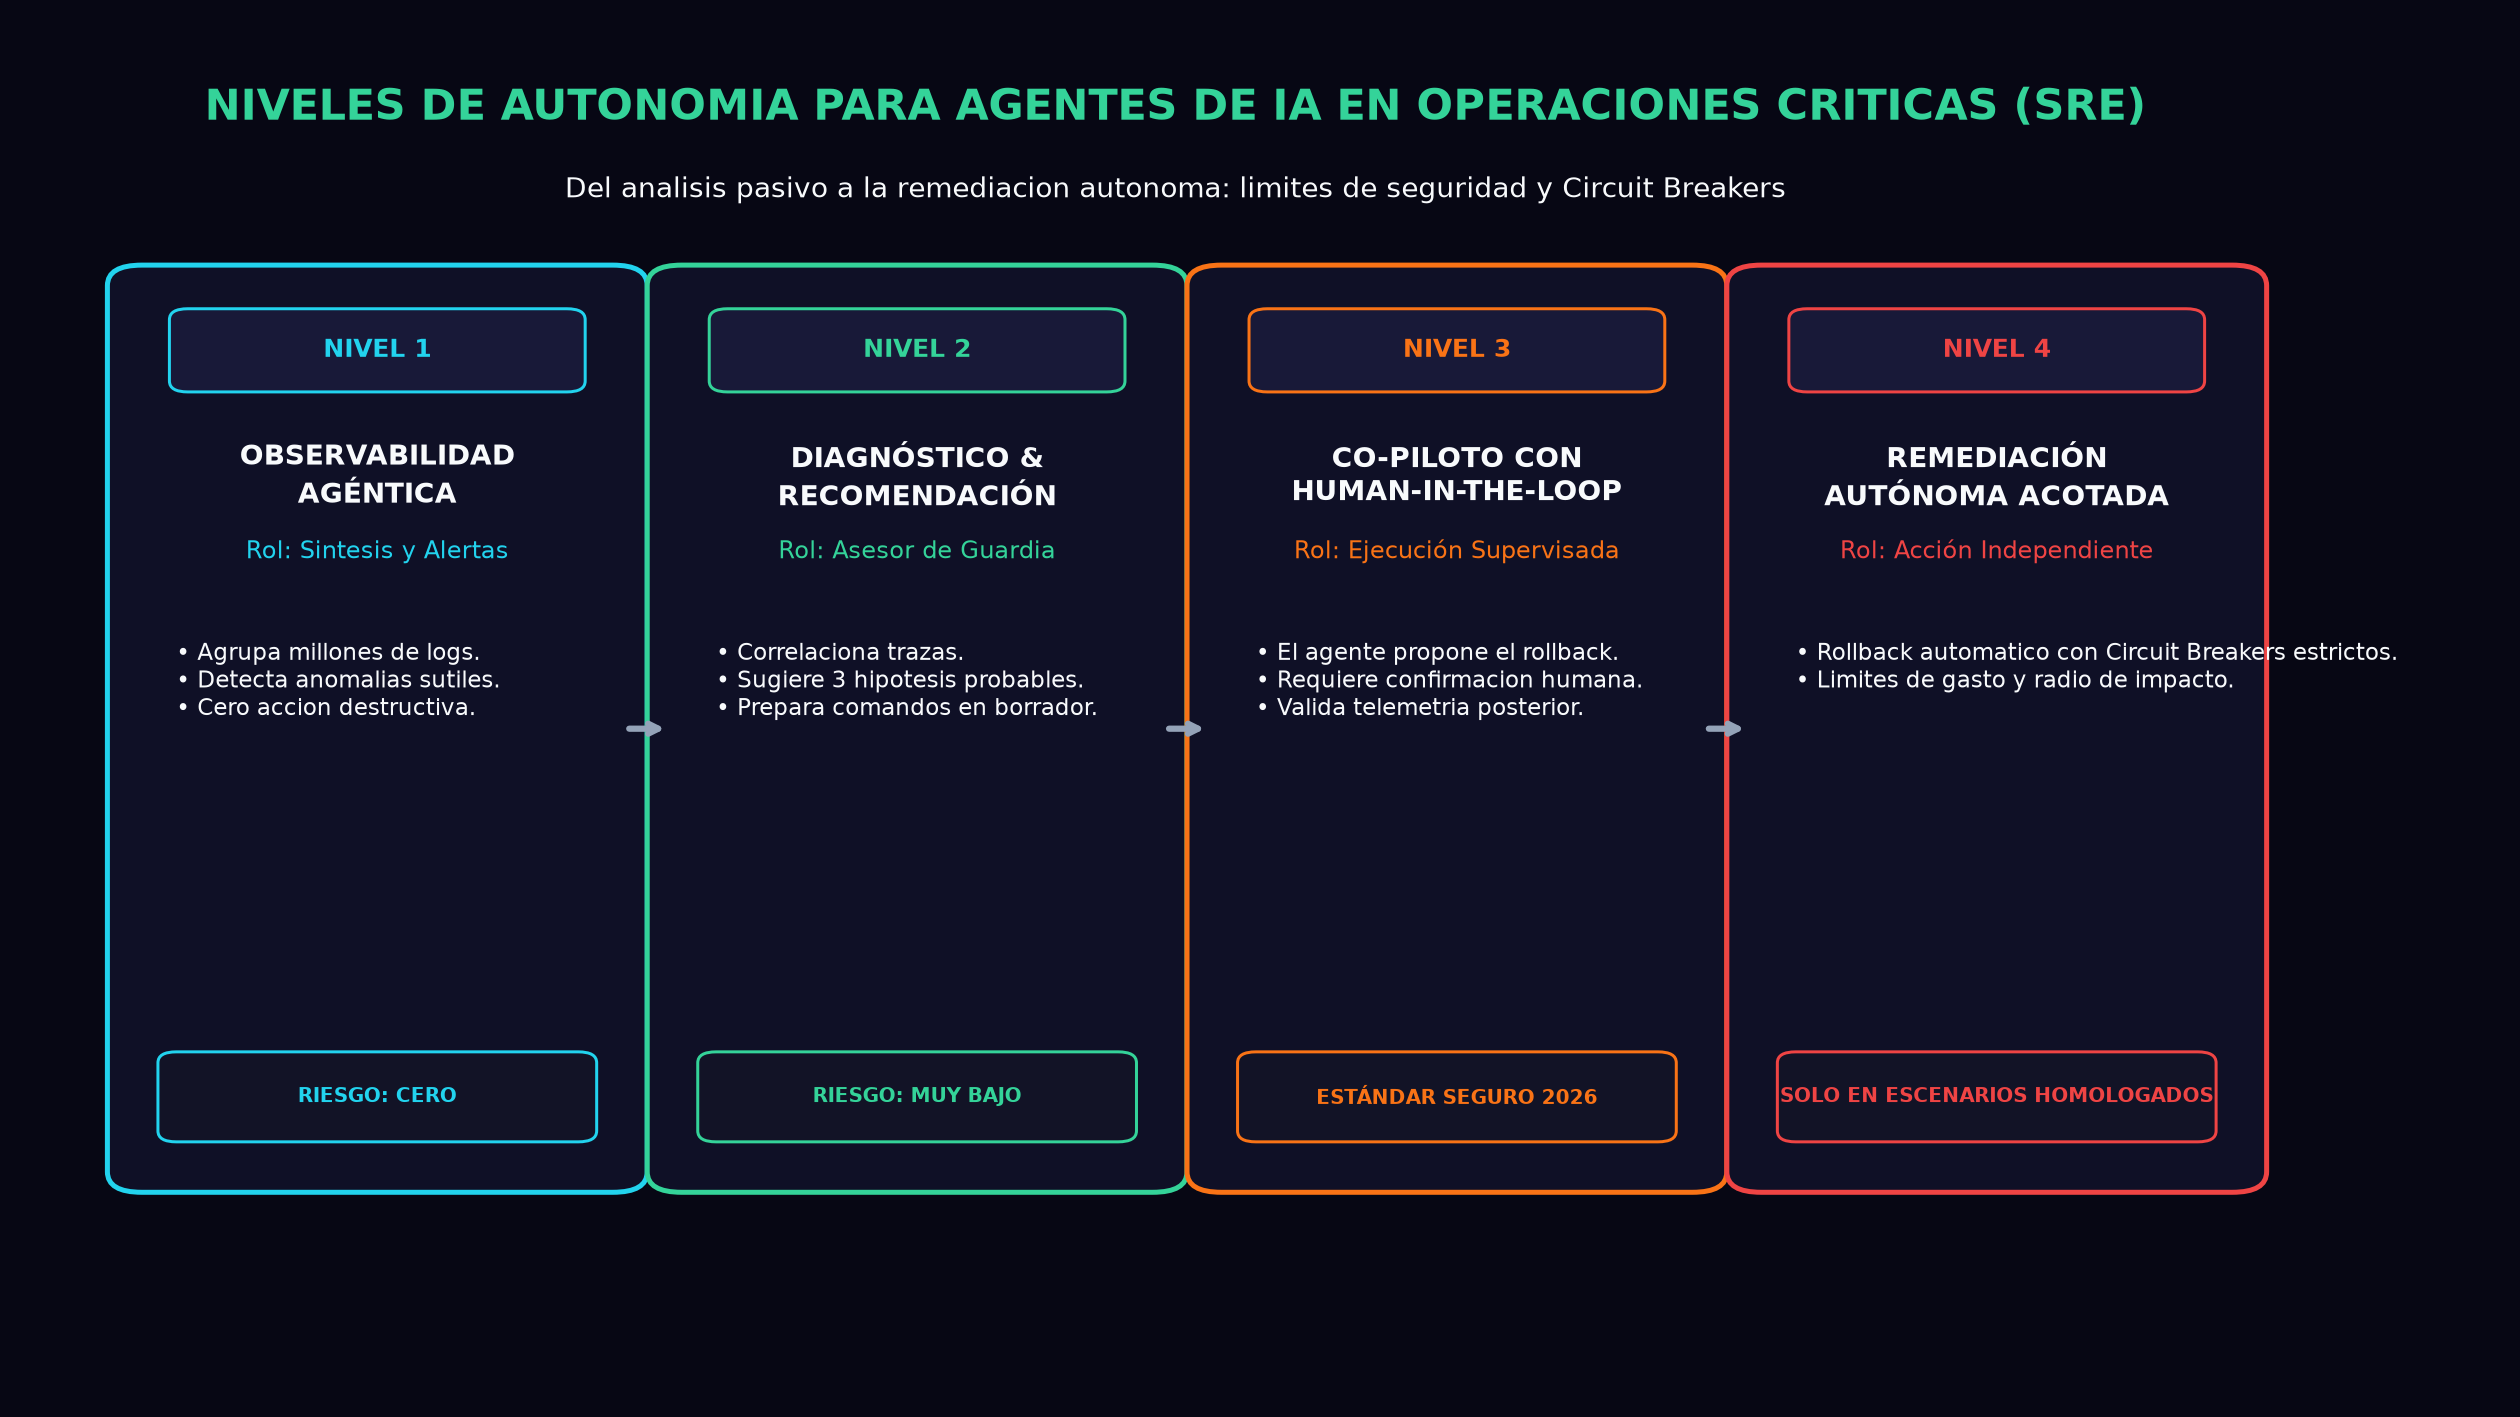 NIVELES DE AUTONOMIA PARA AGENTES DE IA EN OPERACIONES CRITICAS (SRE)
Del analisis pasivo a la remediacion autonoma: limites de seguridad y Circuit Breakers
NIVEL 1
OBSERVABILIDAD
AGÉNTICA
Rol: Sintesis y Alertas
• Agrupa millones de logs.
• Detecta anomalias sutiles.
• Cero accion destructiva.
RIESGO: CERO
NIVEL 2
DIAGNÓSTICO &
RECOMENDACIÓN
Rol: Asesor de Guardia
• Correlaciona trazas.
• Sugiere 3 hipotesis probables.
• Prepara comandos en borrador.
RIESGO: MUY BAJO
NIVEL 3
CO-PILOTO CON
HUMAN-IN-THE-LOOP
Rol: Ejecución Supervisada
• El agente propone el rollback.
• Requiere confirmacion humana.
• Valida telemetria posterior.
ESTÁNDAR SEGURO 2026
NIVEL 4
REMEDIACIÓN
AUTÓNOMA ACOTADA
Rol: Acción Independiente
• Rollback automatico con Circuit Breakers estrictos.
• Limites de gasto y radio de impacto.
SOLO EN ESCENARIOS HOMOLOGADOS